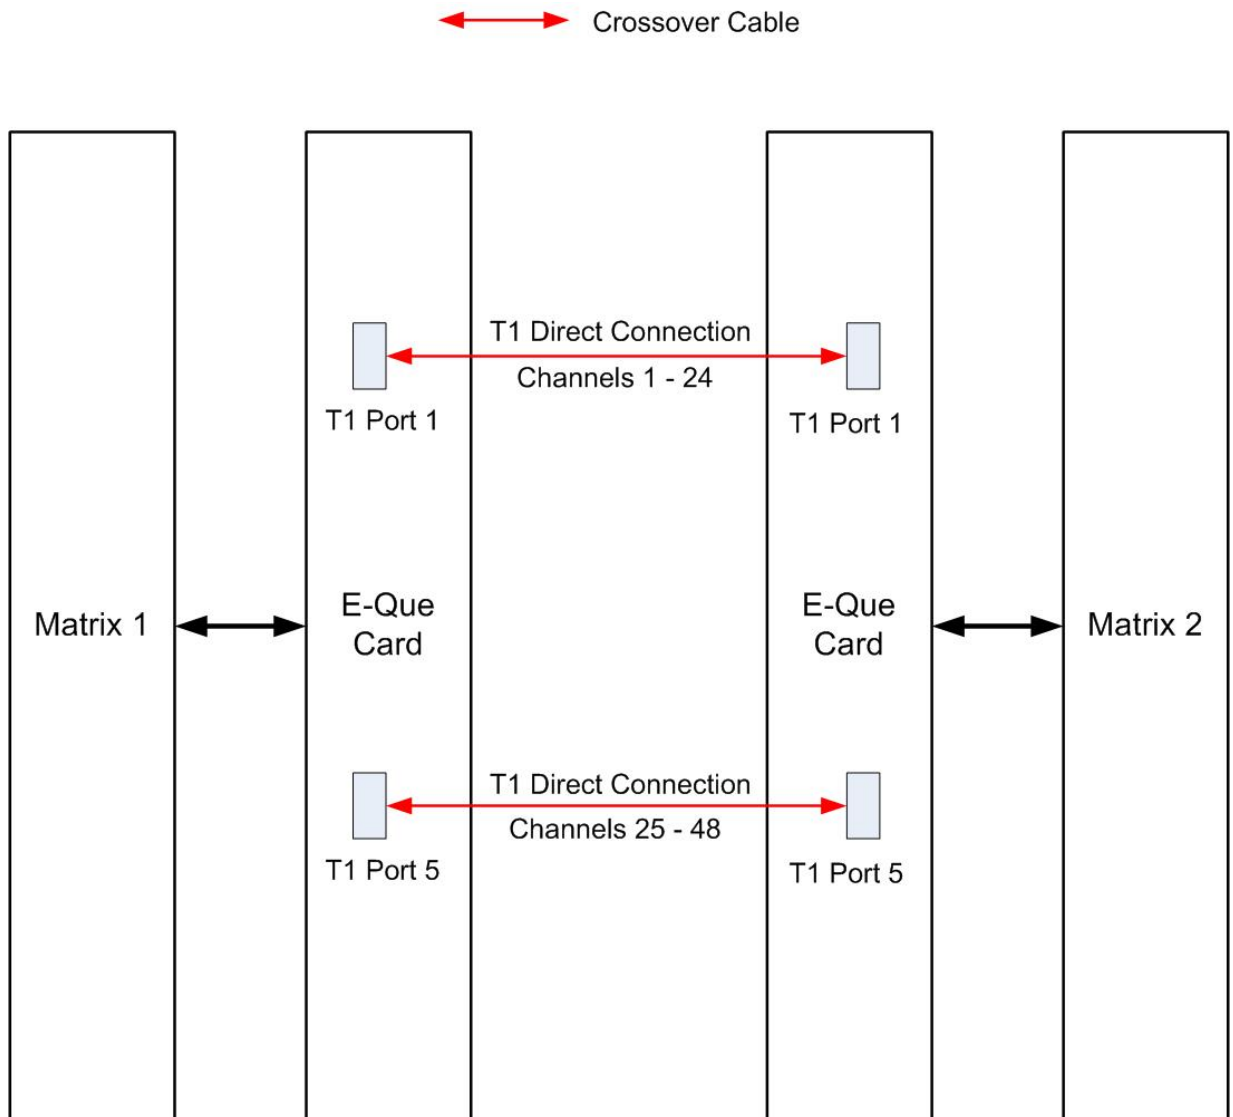 Crossover Cable
T1 Direct Connection
Channels 1 - 24
T1 Port 1
T1 Port 1
Matrix 1
E-Que
Card
E-Que
Card
Matrix 2
T1 Direct Connection
Channels 25 - 48
T1 Port 5
T1 Port 5